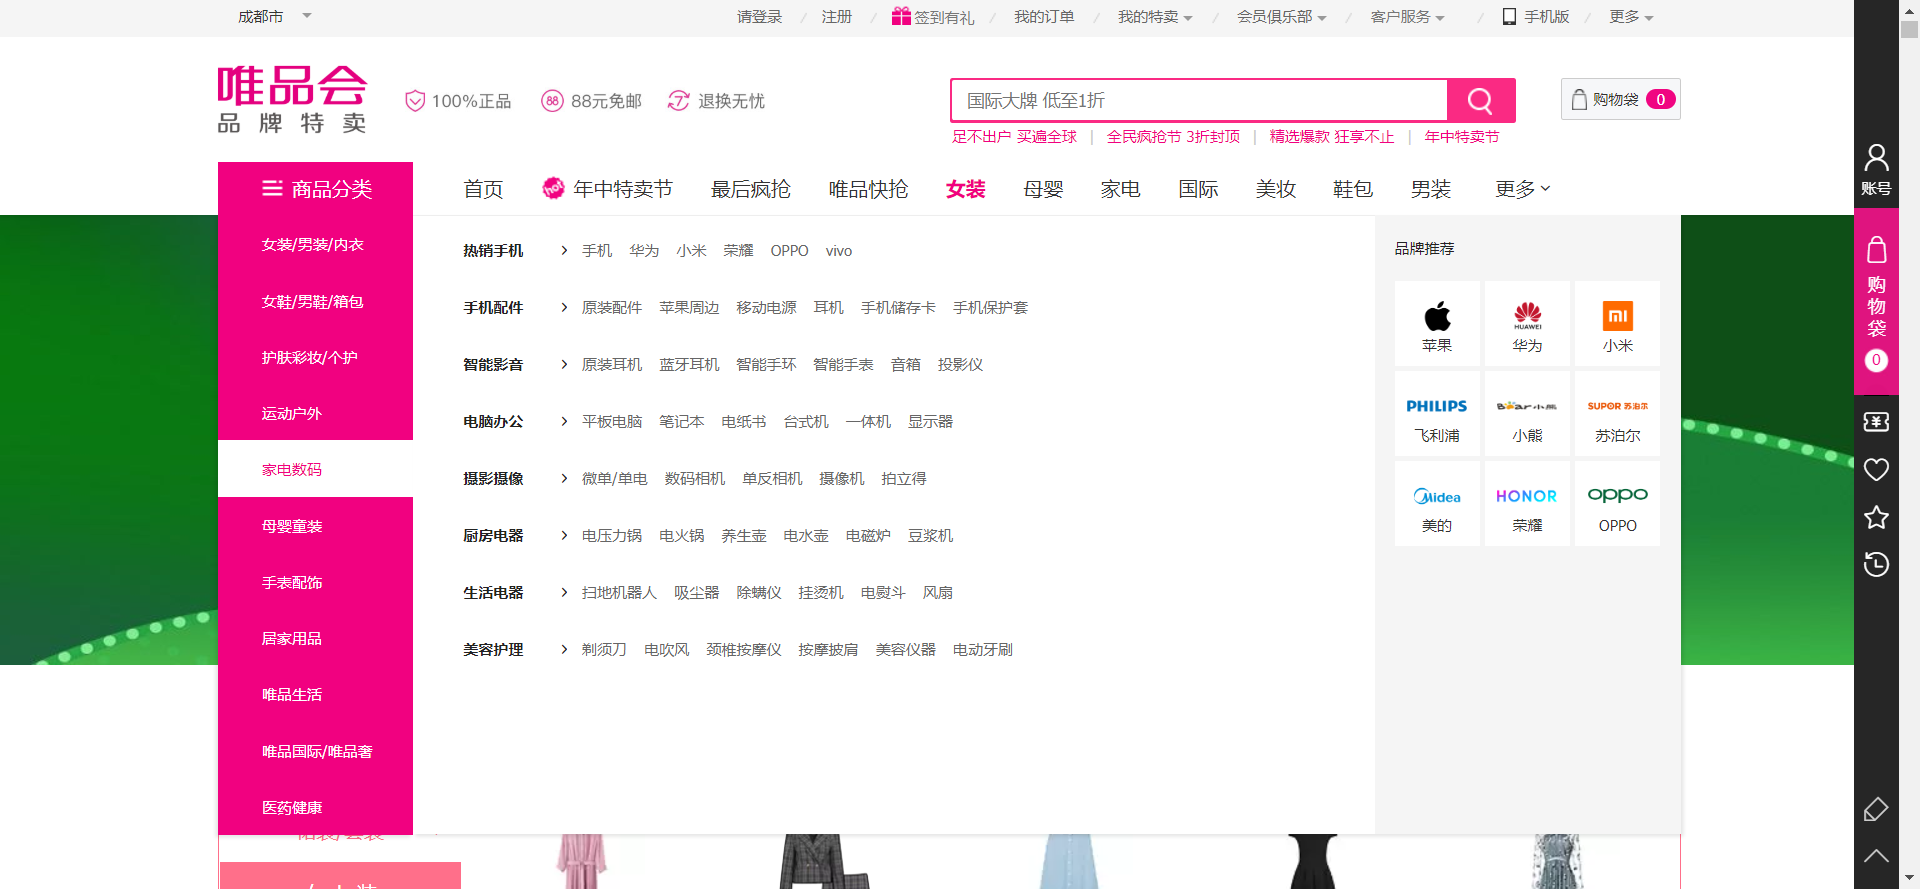 成都市
请登录 / 注册 / 签到有礼 / 我的订单 / 我的特卖 / 会员俱乐部 / 客户服务 / 手机版 / 更多
唯品会
品牌特卖
100%正品 88 88元免邮 7 退换无忧
国际大牌 低至1折
购物袋 0
足不出户 买遍全球 | 全民疯抢节 3折封顶 | 精选爆款 狂享不止 | 年中特卖节
商品分类
首页 hot 年中特卖节 最后疯抢 唯品快抢 女装 母婴 家电 国际 美妆 鞋包 男装 更多
女装/男装/内衣
女鞋/男鞋/箱包
护肤彩妆/个护
运动户外
家电数码
母婴童装
手表配饰
居家用品
唯品生活
唯品国际/唯品奢
医药健康
热销手机 > 手机 华为 小米 荣耀 OPPO vivo
手机配件 > 原装配件 苹果周边 移动电源 耳机 手机储存卡 手机保护套
智能影音 > 原装耳机 蓝牙耳机 智能手环 智能手表 音箱 投影仪
电脑办公 > 平板电脑 笔记本 电纸书 台式机 一体机 显示器
摄影摄像 > 微单/单电 数码相机 单反相机 摄像机 拍立得
厨房电器 > 电压力锅 电火锅 养生壶 电水壶 电磁炉 豆浆机
生活电器 > 扫地机器人 吸尘器 除螨仪 挂烫机 电熨斗 风扇
美容护理 > 剃须刀 电吹风 颈椎按摩仪 按摩披肩 美容仪器 电动牙刷
品牌推荐
HUAWEI mi
苹果 华为 小米
PHILIPS Bear小熊 SUPOR 苏泊尔
飞利浦 小熊 苏泊尔
Midea HONOR oppo
美的 荣耀 OPPO
账号
购物袋
0